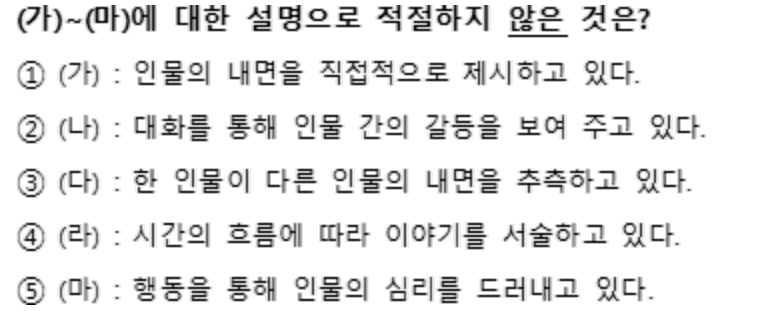 (가)~(마)에 대한 설명으로 적절하지 않은 것은?
① (가) : 인물의 내면을 직접적으로 제시하고 있다.
② (나) : 대화를 통해 인물 간의 갈등을 보여 주고 있다.
③ (다) : 한 인물이 다른 인물의 내면을 추측하고 있다.
④ (라) : 시간의 흐름에 따라 이야기를 서술하고 있다.
⑤ (마) : 행동을 통해 인물의 심리를 드러내고 있다.